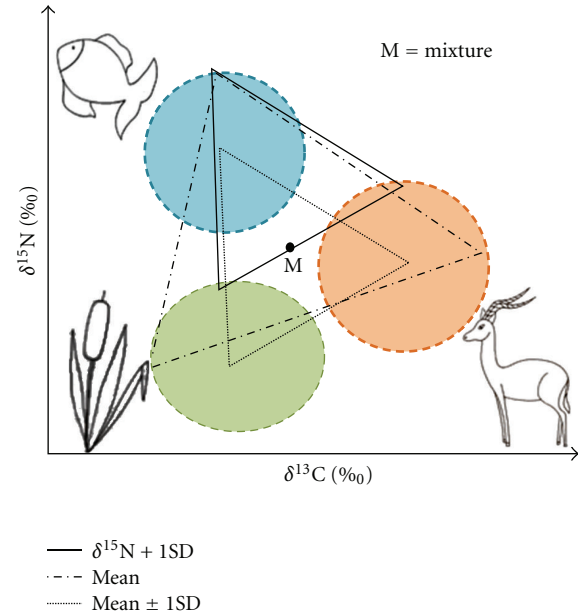 M = mixture
δ¹⁵N (‰)
M
δ¹³C (‰)
δ¹⁵N + 1SD
Mean
Mean ± 1SD